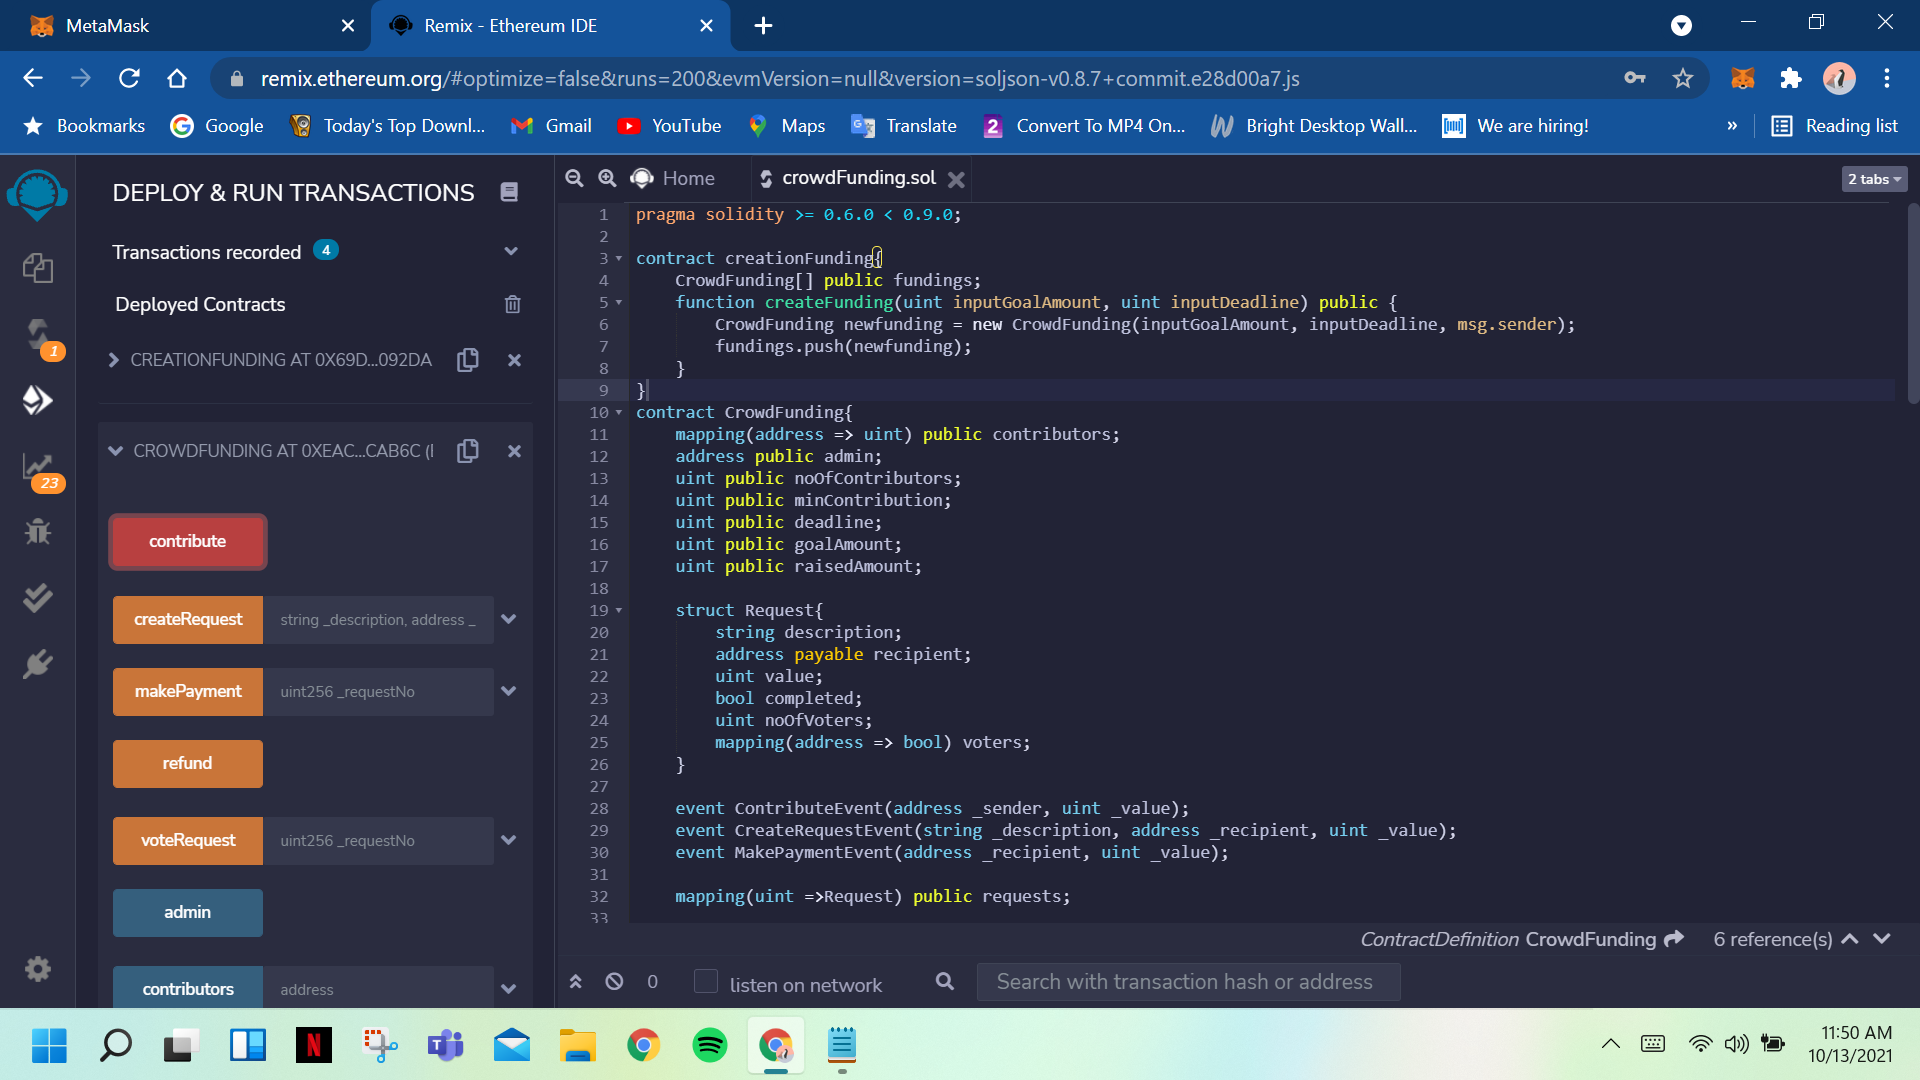 MetaMask
Remix - Ethereum IDE
remix.ethereum.org/#optimize=false&runs=200&evmVersion=null&version=soljson-v0.8.7+commit.e28d00a7.js
Bookmarks
Google
Today's Top Downl...
Gmail
YouTube
Maps
Translate
2
Convert To MP4 On...
Bright Desktop Wall...
We are hiring!
»
Reading list
DEPLOY & RUN TRANSACTIONS
Transactions recorded 4
Deployed Contracts
CREATIONFUNDING AT 0X69D...092DA
CROWDFUNDING AT 0XEAC...CAB6C (I
1
23
contribute
createRequest string _description, address _
makePayment uint256 _requestNo
refund
voteRequest uint256 _requestNo
admin
contributors address
Home
crowdFunding.sol
2 tabs
1 pragma solidity >= 0.6.0 < 0.9.0;
2
3 contract creationFunding{
4 CrowdFunding[] public fundings;
5 function createFunding(uint inputGoalAmount, uint inputDeadline) public {
6 CrowdFunding newfunding = new CrowdFunding(inputGoalAmount, inputDeadline, msg.sender);
7 fundings.push(newfunding);
8 }
9 }
10 contract CrowdFunding{
11 mapping(address => uint) public contributors;
12 address public admin;
13 uint public noOfContributors;
14 uint public minContribution;
15 uint public deadline;
16 uint public goalAmount;
17 uint public raisedAmount;
18
19 struct Request{
20 string description;
21 address payable recipient;
22 uint value;
23 bool completed;
24 uint noOfVoters;
25 mapping(address => bool) voters;
26 }
27
28 event ContributeEvent(address _sender, uint _value);
29 event CreateRequestEvent(string _description, address _recipient, uint _value);
30 event MakePaymentEvent(address _recipient, uint _value);
31
32 mapping(uint =>Request) public requests;
33
ContractDefinition CrowdFunding
6 reference(s)
0
listen on network
Search with transaction hash or address
N
T
11:50 AM
10/13/2021